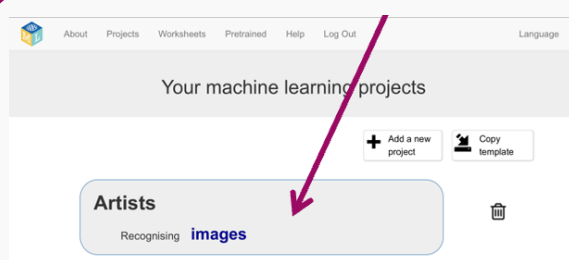 About Projects Worksheets Pretrained Help Log Out Language
Your machine learning projects
Add a new
project
Copy
template
Artists
Recognising images